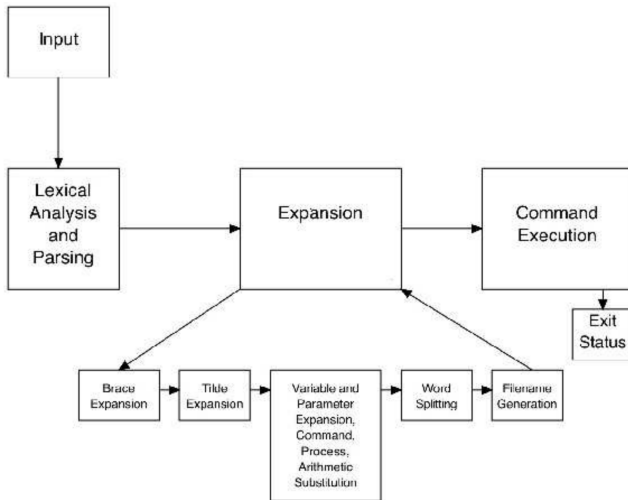 Input
Lexical
Analysis
and
Parsing
Expansion
Command
Execution
Exit
Status
Brace
Expansion
Tilde
Expansion
Variable and
Parameter
Expansion,
Command,
Process,
Arithmetic
Substitution
Word
Splitting
Filename
Generation